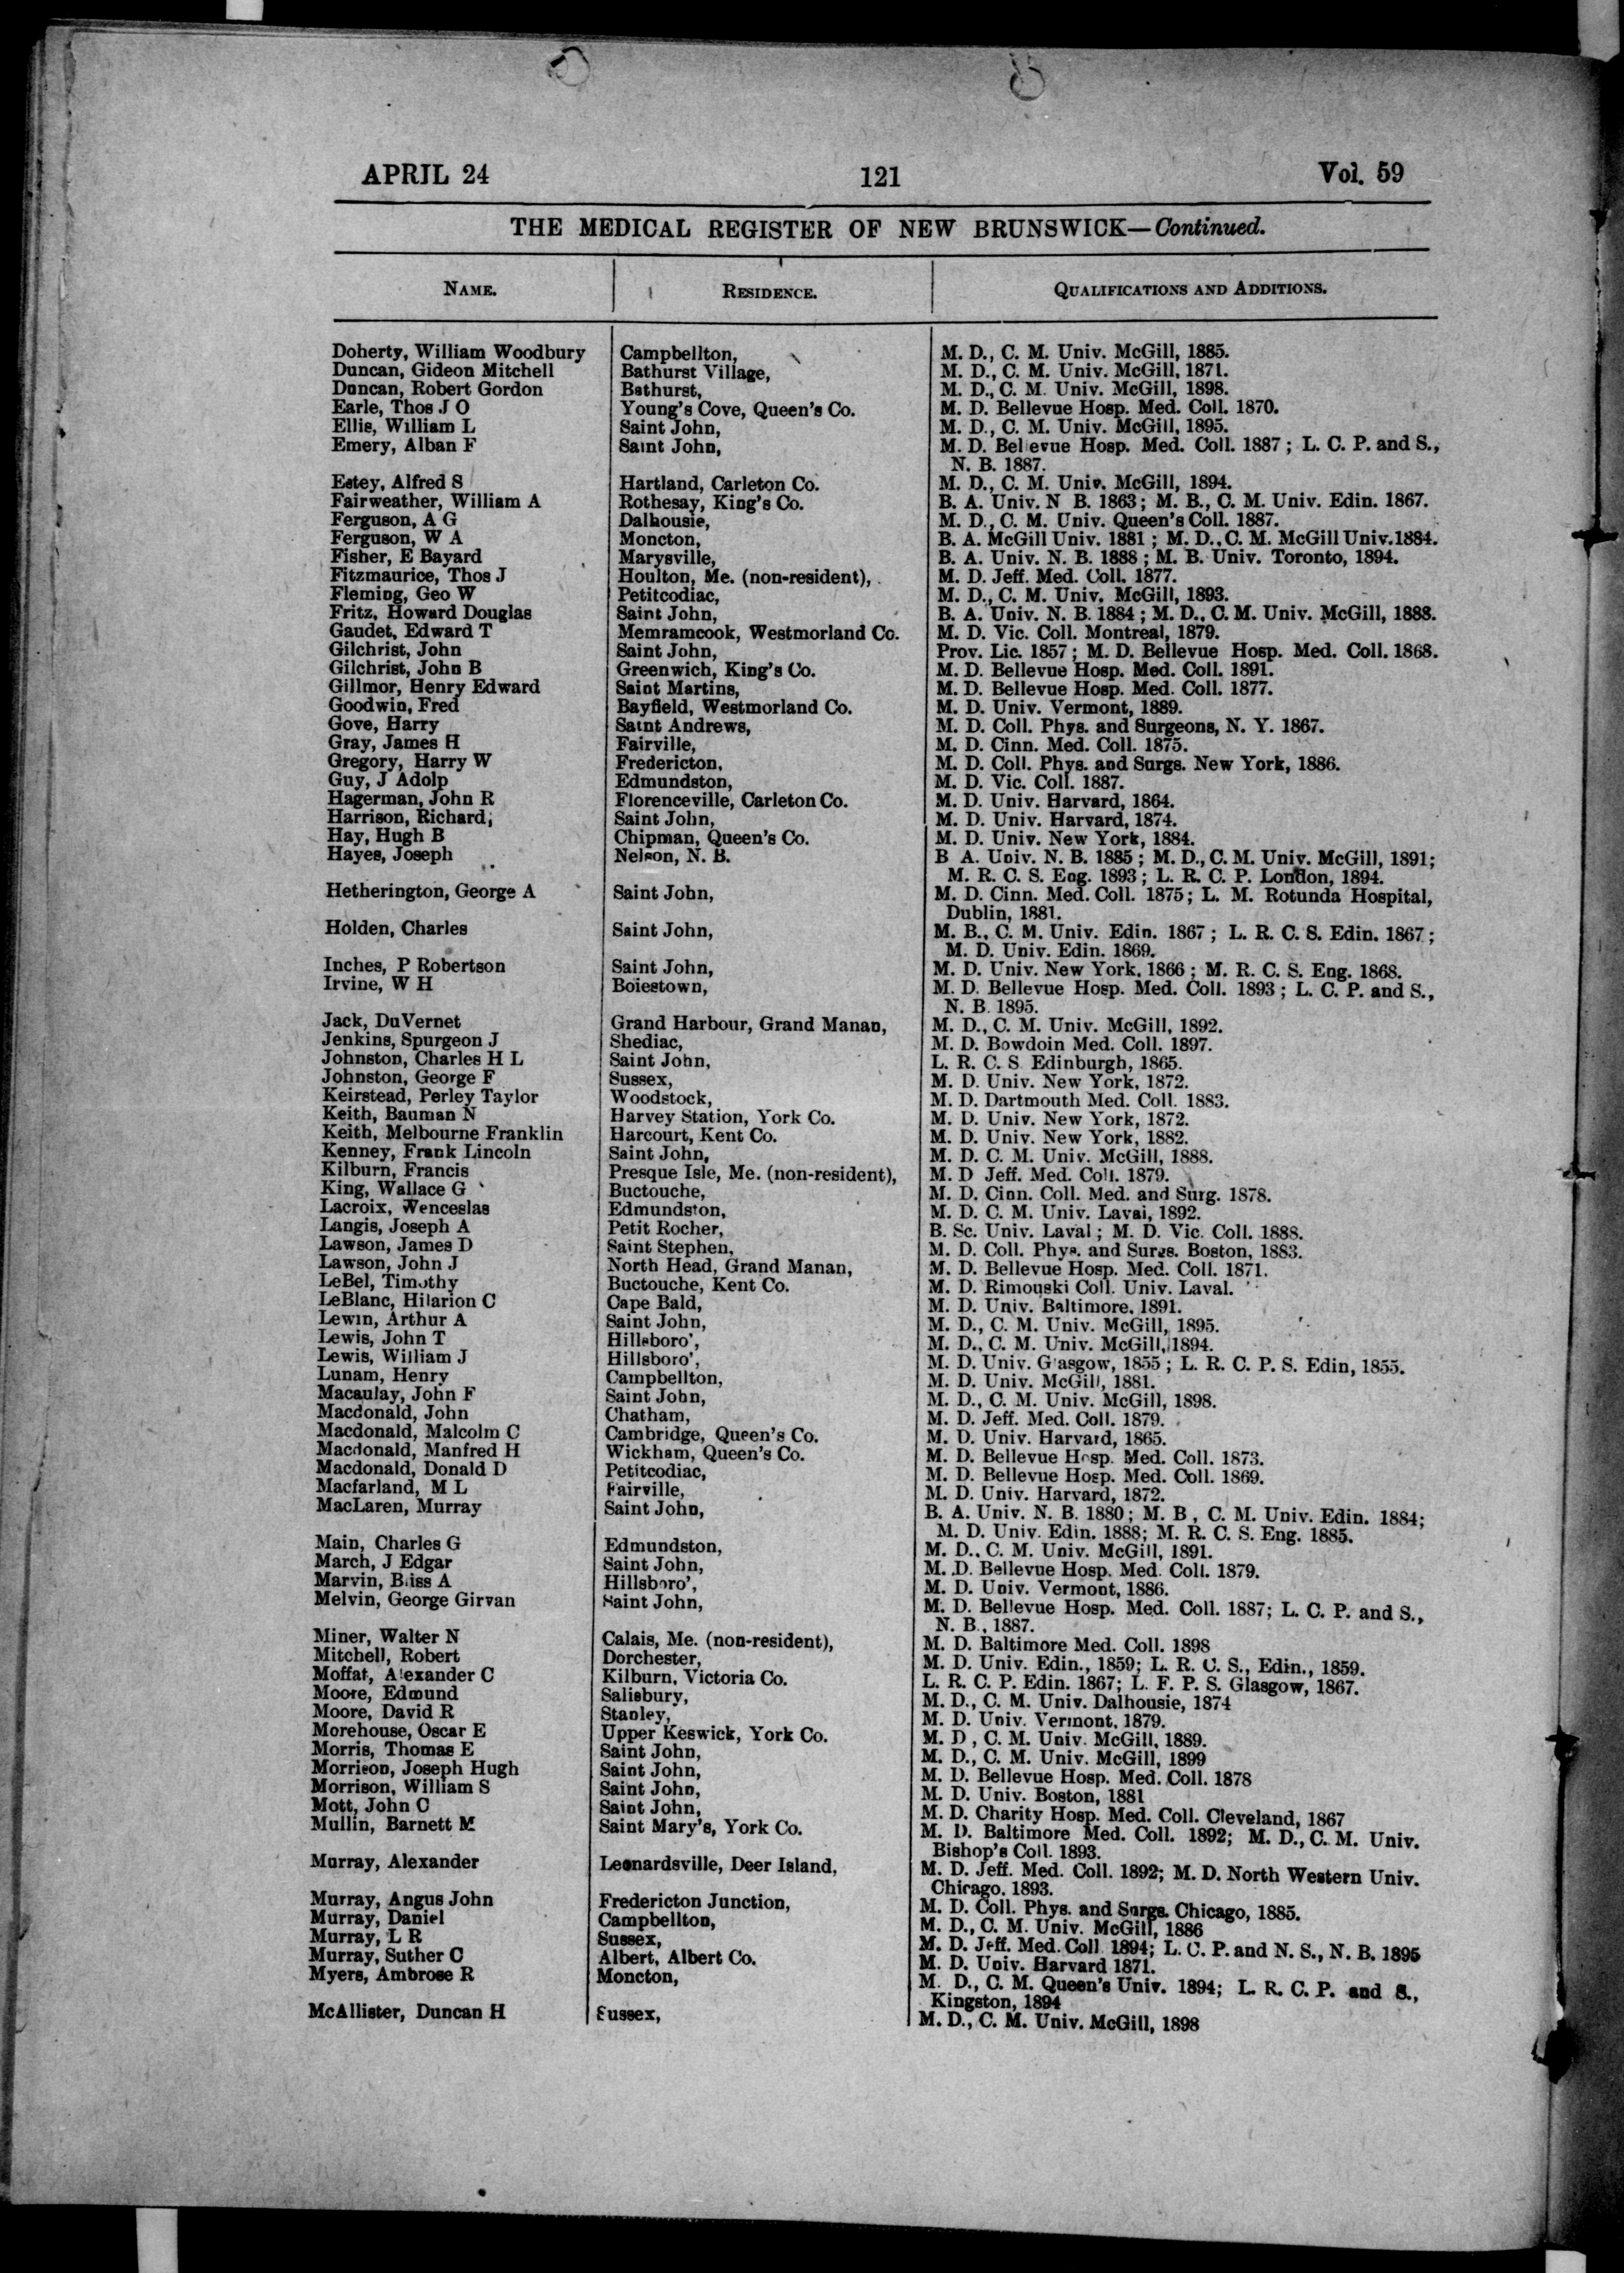 APRIL 24 121 Vol. 59
THE MEDICAL REGISTER OF NEW BRUNSWICK—Continued.
NAME. RESIDENCE. QUALIFICATIONS AND ADDITIONS.
Doherty, William Woodbury Campbellton, M. D., C. M. Univ. McGill, 1885.
Duncan, Gideon Mitchell Bathurst Village, M. D., C. M. Univ. McGill, 1871.
Duncan, Robert Gordon Bathurst, M. D., C. M. Univ. McGill, 1898.
Earle, Thos J O Young's Cove, Queen's Co. M. D. Bellevue Hosp. Med. Coll. 1870.
Ellis, William L Saint John, M. D., C. M. Univ. McGill, 1895.
Emery, Alban F Saint John, M. D. Bellevue Hosp. Med. Coll. 1887; L. C. P. and S.,
N. B. 1887.
Estey, Alfred S Hartland, Carleton Co. M. D., C. M. Univ. McGill, 1894.
Fairweather, William A Rothesay, King's Co. B. A. Univ. N B. 1863; M. B., C. M. Univ. Edin. 1867.
Ferguson, A G Dalhousie, M. D., C. M. Univ. Queen's Coll. 1887.
Ferguson, W A Moncton, B. A. McGill Univ. 1881; M. D., C. M. McGill Univ. 1884.
Fisher, E Bayard Marysville, B. A. Univ. N. B. 1888; M. B. Univ. Toronto, 1894.
Fitzmaurice, Thos J Houlton, Me. (non-resident), M. D. Jeff. Med. Coll. 1877.
Fleming, Geo W Petitcodiac, M. D., C. M. Univ. McGill, 1893.
Fritz, Howard Douglas Saint John, B. A. Univ. N. B. 1884; M. D., C. M. Univ. McGill, 1888.
Gaudet, Edward T Memramcook, Westmorland Co. M. D. Vic. Coll. Montreal, 1879.
Gilchrist, John Saint John, Prov. Lic. 1857; M. D. Bellevue Hosp. Med. Coll. 1868.
Gilchrist, John B Greenwich, King's Co. M. D. Bellevue Hosp. Med. Coll. 1891.
Gillmor, Henry Edward Saint Martins, M. D. Bellevue Hosp. Med. Coll. 1877.
Goodwin, Fred Bayfield, Westmorland Co. M. D. Univ. Vermont, 1889.
Gove, Harry Saint Andrews, M. D. Coll. Phys. and Surgeons, N. Y. 1867.
Gray, James H Fairville, M. D. Cinn. Med. Coll. 1875.
Gregory, Harry W Fredericton, M. D. Coll. Phys. and Surgs. New York, 1886.
Guy, J Adolp Edmundston, M. D. Vic. Coll. 1887.
Hagerman, John R Florenceville, Carleton Co. M. D. Univ. Harvard, 1864.
Harrison, Richard, Saint John, M. D. Univ. Harvard, 1874.
Hay, Hugh B Chipman, Queen's Co. M. D. Univ. New York, 1884.
Hayes, Joseph Nelson, N. B. B A. Univ. N. B. 1885; M. D., C. M. Univ. McGill, 1891;
M. R. C. S. Eng. 1893; L. R. C. P. London, 1894.
Hetherington, George A Saint John, M. D. Cinn. Med. Coll. 1875; L. M. Rotunda Hospital,
Dublin, 1881.
Holden, Charles Saint John, M. B., C. M. Univ. Edin. 1867; L. R. C. S. Edin. 1867;
M. D. Univ. Edin. 1869.
Inches, P Robertson Saint John, M. D. Univ. New York, 1866; M. R. C. S. Eng. 1868.
Irvine, W H Boiestown, M. D. Bellevue Hosp. Med. Coll. 1893; L. C. P. and S.,
N. B. 1895.
Jack, DuVernet Grand Harbour, Grand Manan, M. D., C. M. Univ. McGill, 1892.
Jenkins, Spurgeon J Shediac, M. D. Bowdoin Med. Coll. 1897.
Johnston, Charles H L Saint John, L. R. C. S Edinburgh, 1865.
Johnston, George F Sussex, M. D. Univ. New York, 1872.
Keirstead, Perley Taylor Woodstock, M. D. Dartmouth Med. Coll. 1883.
Keith, Bauman N Harvey Station, York Co. M. D. Univ. New York, 1872.
Keith, Melbourne Franklin Harcourt, Kent Co. M. D. Univ. New York, 1882.
Kenney, Frank Lincoln Saint John, M. D. C. M. Univ. McGill, 1888.
Kilburn, Francis Presque Isle, Me. (non-resident), M. D Jeff. Med. Coll. 1879.
King, Wallace G Buctouche, M. D. Cinn. Coll. Med. and Surg. 1878.
Lacroix, Wenceslas Edmundston, M. D. C. M. Univ. Laval, 1892.
Langis, Joseph A Petit Rocher, B. Sc. Univ. Laval; M. D. Vic. Coll. 1888.
Lawson, James D Saint Stephen, M. D. Coll. Phys. and Surgs. Boston, 1883.
Lawson, John J North Head, Grand Manan, M. D. Bellevue Hosp. Med. Coll. 1871.
LeBel, Timothy Buctouche, Kent Co. M. D. Rimouski Coll. Univ. Laval.
LeBlanc, Hilarion C Cape Bald, M. D. Univ. Baltimore, 1891.
Lewin, Arthur A Saint John, M. D., C. M. Univ. McGill, 1895.
Lewis, John T Hillsboro', M. D., C. M. Univ. McGill, 1894.
Lewis, William J Hillsboro', M. D. Univ. Glasgow, 1855; L. R. C. P. S. Edin, 1855.
Lunam, Henry Campbellton, M. D. Univ. McGill, 1881.
Macaulay, John F Saint John, M. D., C. M. Univ. McGill, 1898.
Macdonald, John Chatham, M. D. Jeff. Med. Coll. 1879.
Macdonald, Malcolm C Cambridge, Queen's Co. M. D. Univ. Harvard, 1865.
Macdonald, Manfred H Wickham, Queen's Co. M. D. Bellevue Hosp. Med. Coll. 1873.
Macdonald, Donald D Petitcodiac, M. D. Bellevue Hosp. Med. Coll. 1869.
Macfarland, M L Fairville, M. D. Univ. Harvard, 1872.
MacLaren, Murray Saint John, B. A. Univ. N. B. 1880; M. B, C. M. Univ. Edin. 1884;
M. D. Univ. Edin. 1888; M. R. C. S. Eng. 1885.
Main, Charles G Edmundston, M. D., C. M. Univ. McGill, 1891.
March, J Edgar Saint John, M. D. Bellevue Hosp. Med. Coll. 1879.
Marvin, Bliss A Hillsboro', M. D. Univ. Vermont, 1886.
Melvin, George Girvan Saint John, M. D. Bellevue Hosp. Med. Coll. 1887; L. C. P. and S.,
N. B., 1887.
Miner, Walter N Calais, Me. (non-resident), M. D. Baltimore Med. Coll. 1898
Mitchell, Robert Dorchester, M. D. Univ. Edin., 1859; L. R. C. S., Edin., 1859.
Moffat, Alexander C Kilburn, Victoria Co. L. R. C. P. Edin. 1867; L. F. P. S. Glasgow, 1867.
Moore, Edmund Salisbury, M. D., C. M. Univ. Dalhousie, 1874
Moore, David R Stanley, M. D. Univ. Vermont, 1879.
Morehouse, Oscar E Upper Keswick, York Co. M. D, C. M. Univ. McGill, 1889.
Morris, Thomas E Saint John, M. D., C. M. Univ. McGill, 1899
Morrison, Joseph Hugh Saint John, M. D. Bellevue Hosp. Med. Coll. 1878
Morrison, William S Saint John, M. D. Univ. Boston, 1881
Mott, John C Saint John, M. D. Charity Hosp. Med. Coll. Cleveland, 1867
Mullin, Barnett M Saint Mary's, York Co. M. D. Baltimore Med. Coll. 1892; M. D., C. M. Univ.
Bishop's Coll. 1893.
Murray, Alexander Leonardsville, Deer Island, M. D. Jeff. Med. Coll. 1892; M. D. North Western Univ.
Chicago, 1893.
Murray, Angus John Fredericton Junction, M. D. Coll. Phys. and Surgs. Chicago, 1885.
Murray, Daniel Campbellton, M. D., C. M. Univ. McGill, 1886
Murray, L R Sussex, M. D. Jeff. Med. Coll 1894; L. C. P. and N. S., N. B. 1895
Murray, Suther C Albert, Albert Co. M. D. Univ. Harvard 1871.
Myers, Ambrose R Moncton, M. D., C. M. Queen's Univ. 1894; L. R. C. P. and S.,
Kingston, 1894
McAllister, Duncan H Sussex, M. D., C. M. Univ. McGill, 1898